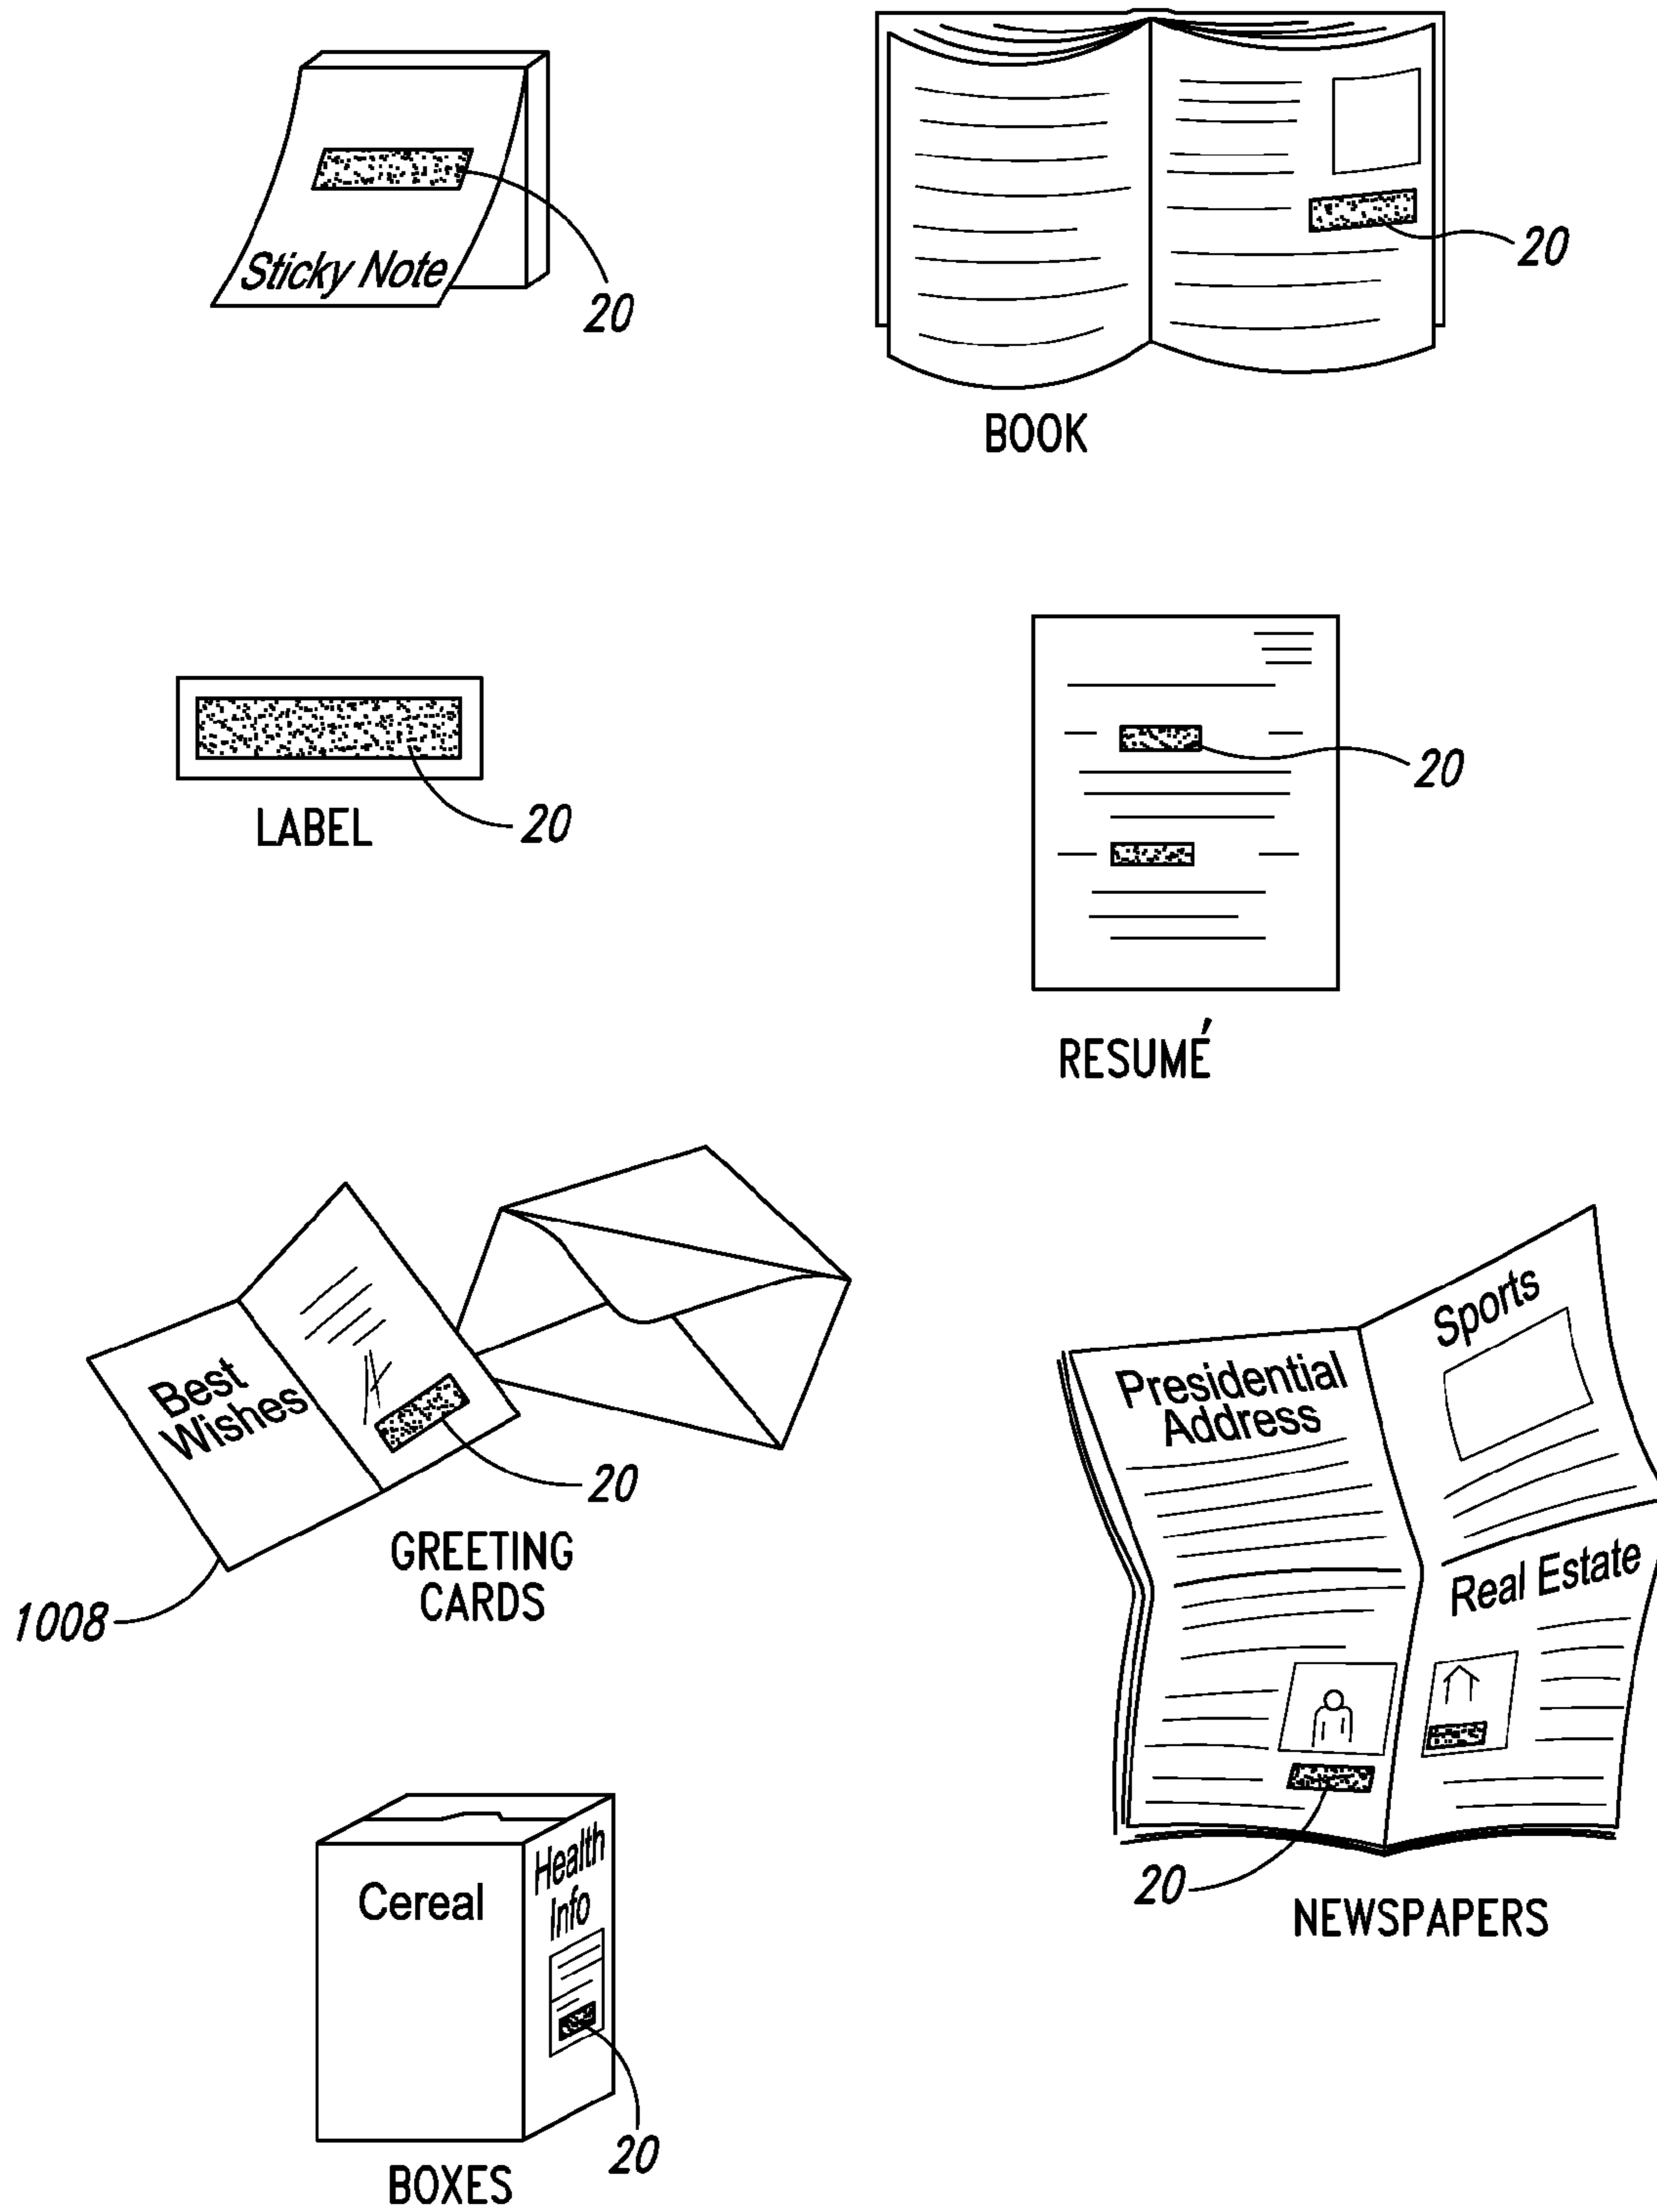 Sticky Note
20
20
BOOK
20
LABEL
20
RESUMÉ
Best
Wishes
20
GREETING
CARDS
1008
Sports
Presidential
Address
Real Estate
20
NEWSPAPERS
Cereal
Health
Info
20
BOXES